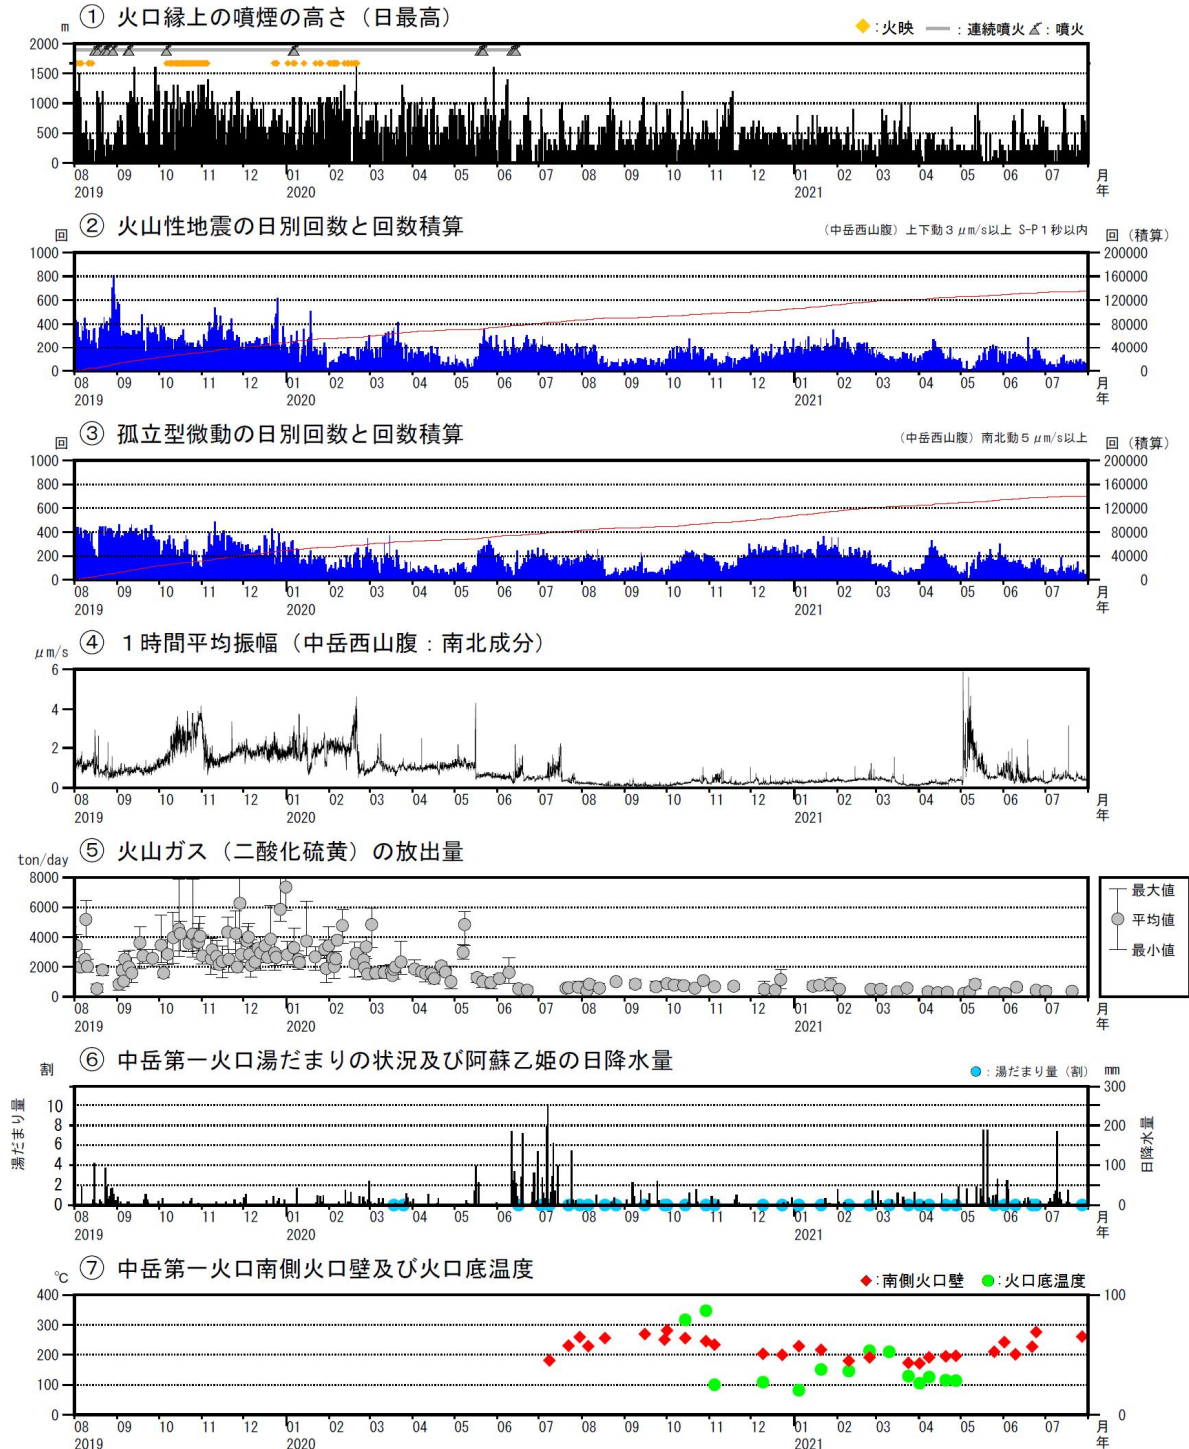 ① 火口縁上の噴煙の高さ（日最高）
◆:火映 ― : 連続噴火 : 噴火
m
2000
1500
1000
500
0
08 09 10 11 12 01 02 03 04 05 06 07 08 09 10 11 12 01 02 03 04 05 06 07 月
2019 2020 2021 年
② 火山性地震の日別回数と回数積算
（中岳西山腹）上下動３μm/s以上 S-P１秒以内
回 回（積算）
1000 200000
800 160000
600 120000
400 80000
200 40000
0 0
08 09 10 11 12 01 02 03 04 05 06 07 08 09 10 11 12 01 02 03 04 05 06 07 月
2019 2020 2021 年
③ 孤立型微動の日別回数と回数積算
（中岳西山腹）南北動５μm/s以上
回 回（積算）
1000 200000
800 160000
600 120000
400 80000
200 40000
0 0
08 09 10 11 12 01 02 03 04 05 06 07 08 09 10 11 12 01 02 03 04 05 06 07 月
2019 2020 2021 年
④ １時間平均振幅（中岳西山腹：南北成分）
μm/s
6
4
2
0
08 09 10 11 12 01 02 03 04 05 06 07 08 09 10 11 12 01 02 03 04 05 06 07 月
2019 2020 2021 年
⑤ 火山ガス（二酸化硫黄）の放出量
ton/day
8000
6000
4000
2000
0
最大値
平均値
最小値
08 09 10 11 12 01 02 03 04 05 06 07 08 09 10 11 12 01 02 03 04 05 06 07 月
2019 2020 2021 年
⑥ 中岳第一火口湯だまりの状況及び阿蘇乙姫の日降水量
●：湯だまり量（割）
割 mm
湯だまり量
日降水量
300
10
8 200
6
4 100
2
0 0
08 09 10 11 12 01 02 03 04 05 06 07 08 09 10 11 12 01 02 03 04 05 06 07 月
2019 2020 2021 年
⑦ 中岳第一火口南側火口壁及び火口底温度
◆:南側火口壁 ●:火口底温度
℃
400 100
300
200
100
0 0
08 09 10 11 12 01 02 03 04 05 06 07 08 09 10 11 12 01 02 03 04 05 06 07 月
2019 2020 2021 年